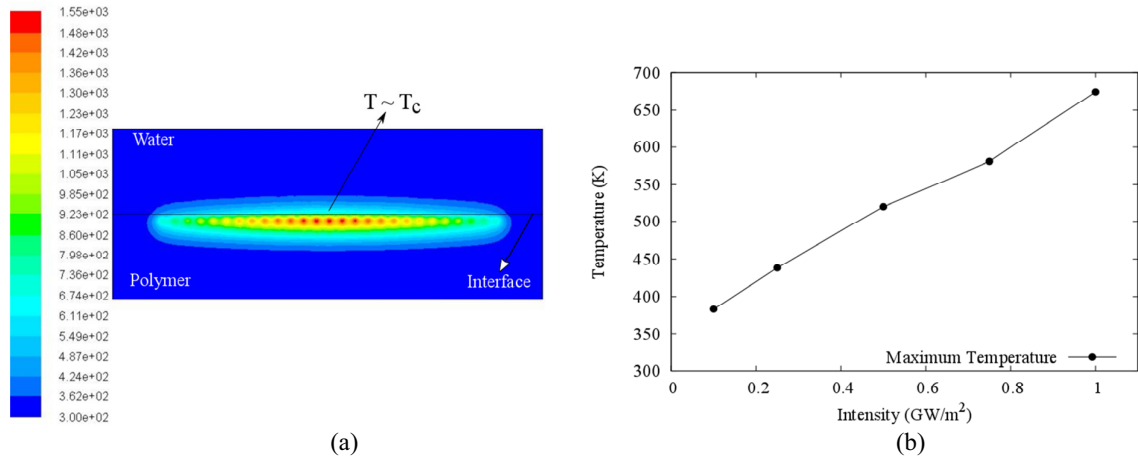 1.55e+03
1.48e+03
1.42e+03
1.36e+03
1.30e+03
1.23e+03
1.17e+03
1.11e+03
1.05e+03
9.85e+02
9.23e+02
8.60e+02
7.98e+02
7.36e+02
6.74e+02
6.11e+02
5.49e+02
4.87e+02
4.24e+02
3.62e+02
3.00e+02
T ~ Tc
Water
Polymer
Interface
(a)
700
650
600
550
500
450
400
350
300
Temperature (K)
Maximum Temperature
0
0.2
0.4
0.6
0.8
1
Intensity (GW/m²)
(b)